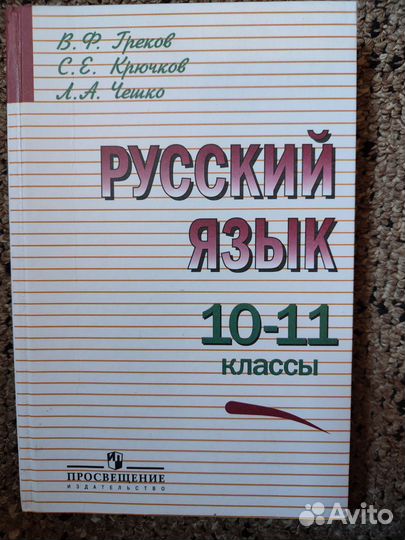 В. Ф. Греков
С. Е. Крючков
Л. А. Чешко
РУССКИЙ
ЯЗЫК
10-11
классы
ПРОСВЕЩЕНИЕ
ИЗДАТЕЛЬСТВО
Avito